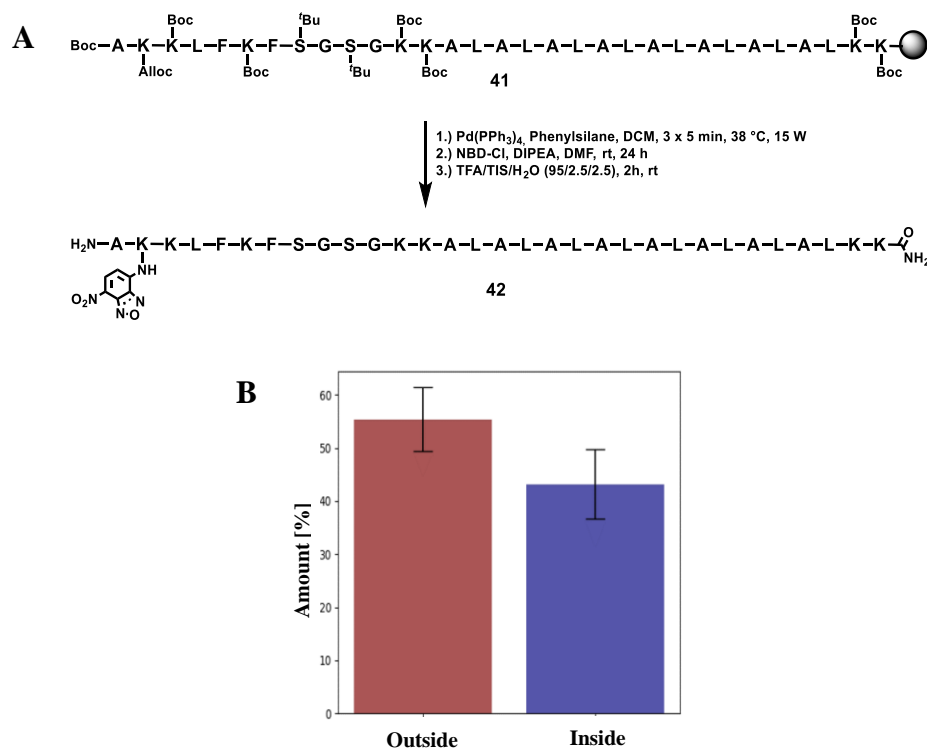 A
Boc–A–K–K–L–F–K–F–S–G–S–G–K–K–A–L–A–L–A–L–A–L–A–L–A–L–A–L–A–L–K–K
Boc
tBu
Boc
Boc
Alloc
Boc
tBu
Boc
Boc
41
1.) Pd(PPh3)4, Phenylsilane, DCM, 3 x 5 min, 38 °C, 15 W
2.) NBD-Cl, DIPEA, DMF, rt, 24 h
3.) TFA/TIS/H2O (95/2.5/2.5), 2h, rt
H2N–A–K–K–L–F–K–F–S–G–S–G–K–K–A–L–A–L–A–L–A–L–A–L–A–L–A–L–A–L–K–K
O
NH2
NH
O2N
N
N
O
42
B
Amount [%]
60
50
40
30
20
10
0
Outside
Inside